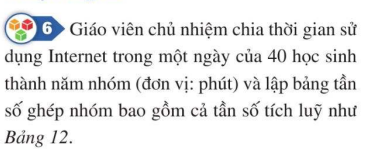 6 Giáo viên chủ nhiệm chia thời gian sử
dụng Internet trong một ngày của 40 học sinh
thành năm nhóm (đơn vị: phút) và lập bảng tần
số ghép nhóm bao gồm cả tần số tích luỹ như
Bảng 12.